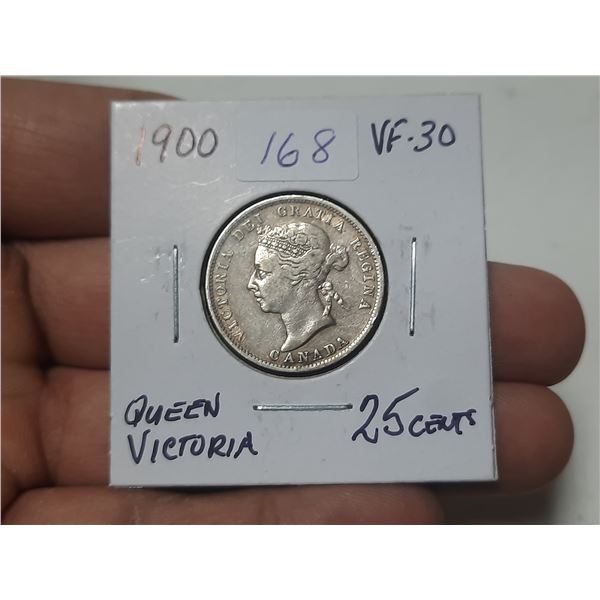 1900 168 VF-30
VICTORIA DEI GRATIA REGINA
CANADA
QUEEN
VICTORIA
25 CENTS